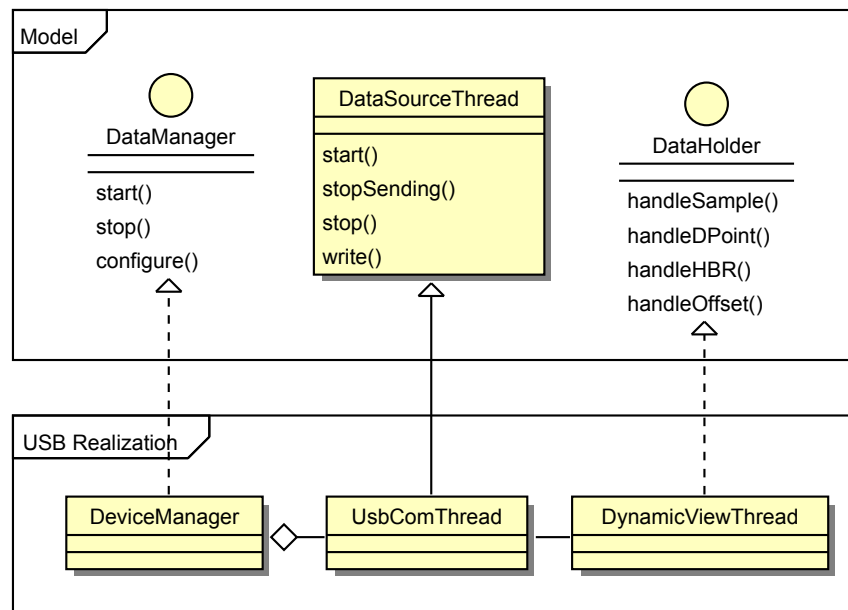 Model
DataManager
start()
stop()
configure()
DataSourceThread
start()
stopSending()
stop()
write()
DataHolder
handleSample()
handleDPoint()
handleHBR()
handleOffset()
USB Realization
DeviceManager
UsbComThread
DynamicViewThread